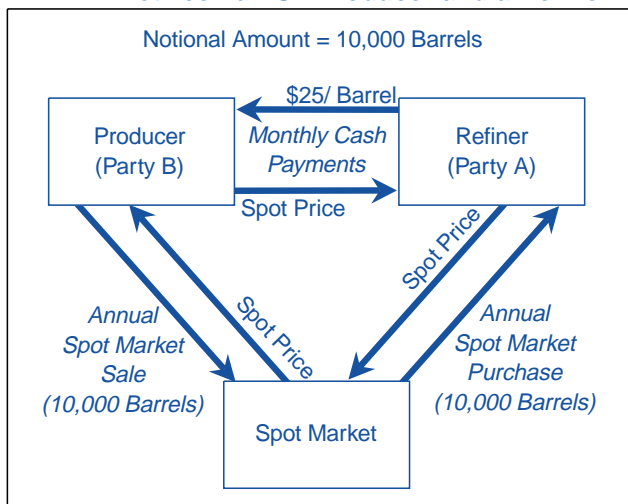 Notional Amount = 10,000 Barrels
$25/ Barrel
Producer
(Party B)
Monthly Cash
Payments
Refiner
(Party A)
Spot Price
Spot Price
Spot Price
Annual
Spot Market
Sale
(10,000 Barrels)
Annual
Spot Market
Purchase
(10,000 Barrels)
Spot Market